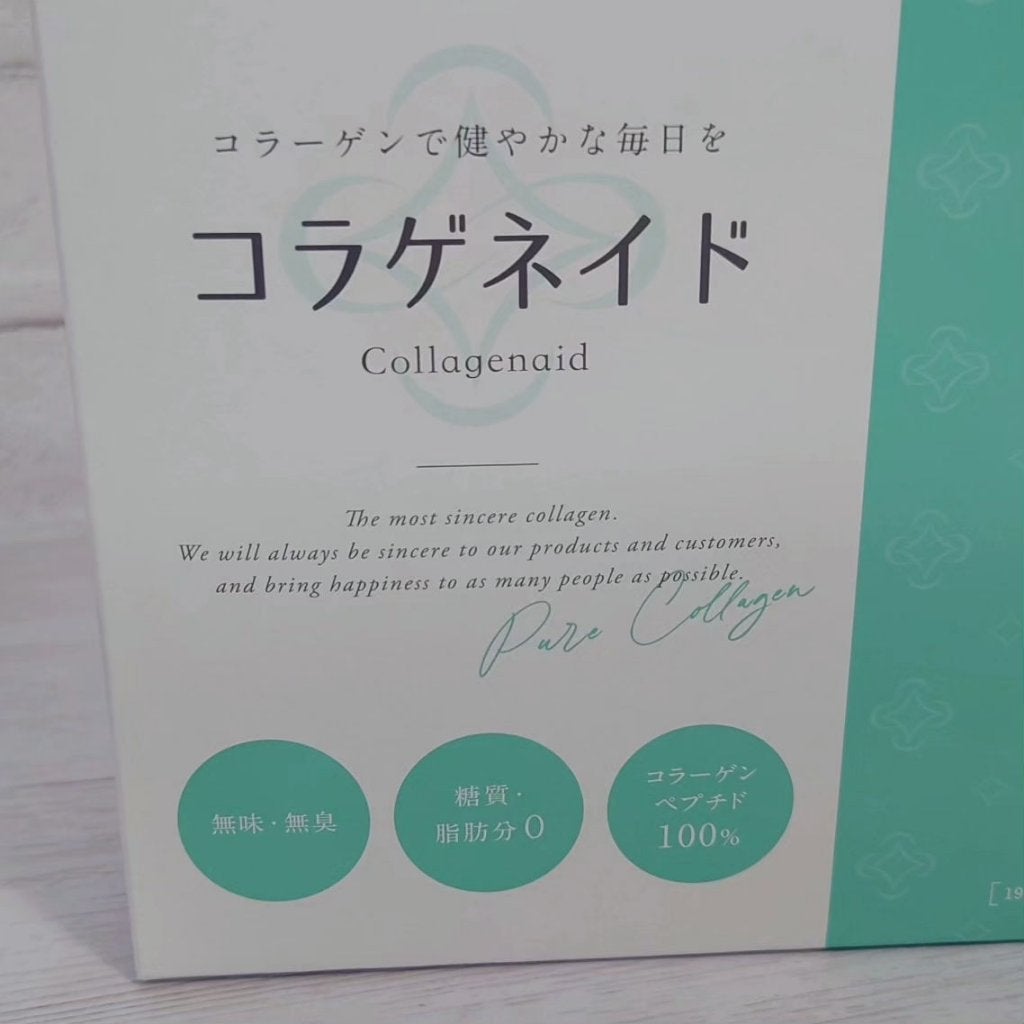 コラーゲンで健やかな毎日を
コラゲネイド
Collagenaid
The most sincere collagen.
We will always be sincere to our products and customers,
and bring happiness to as many people as possible.
Pure Collagen
無味・無臭
糖質・
脂肪分0
コラーゲン
ペプチド
100%